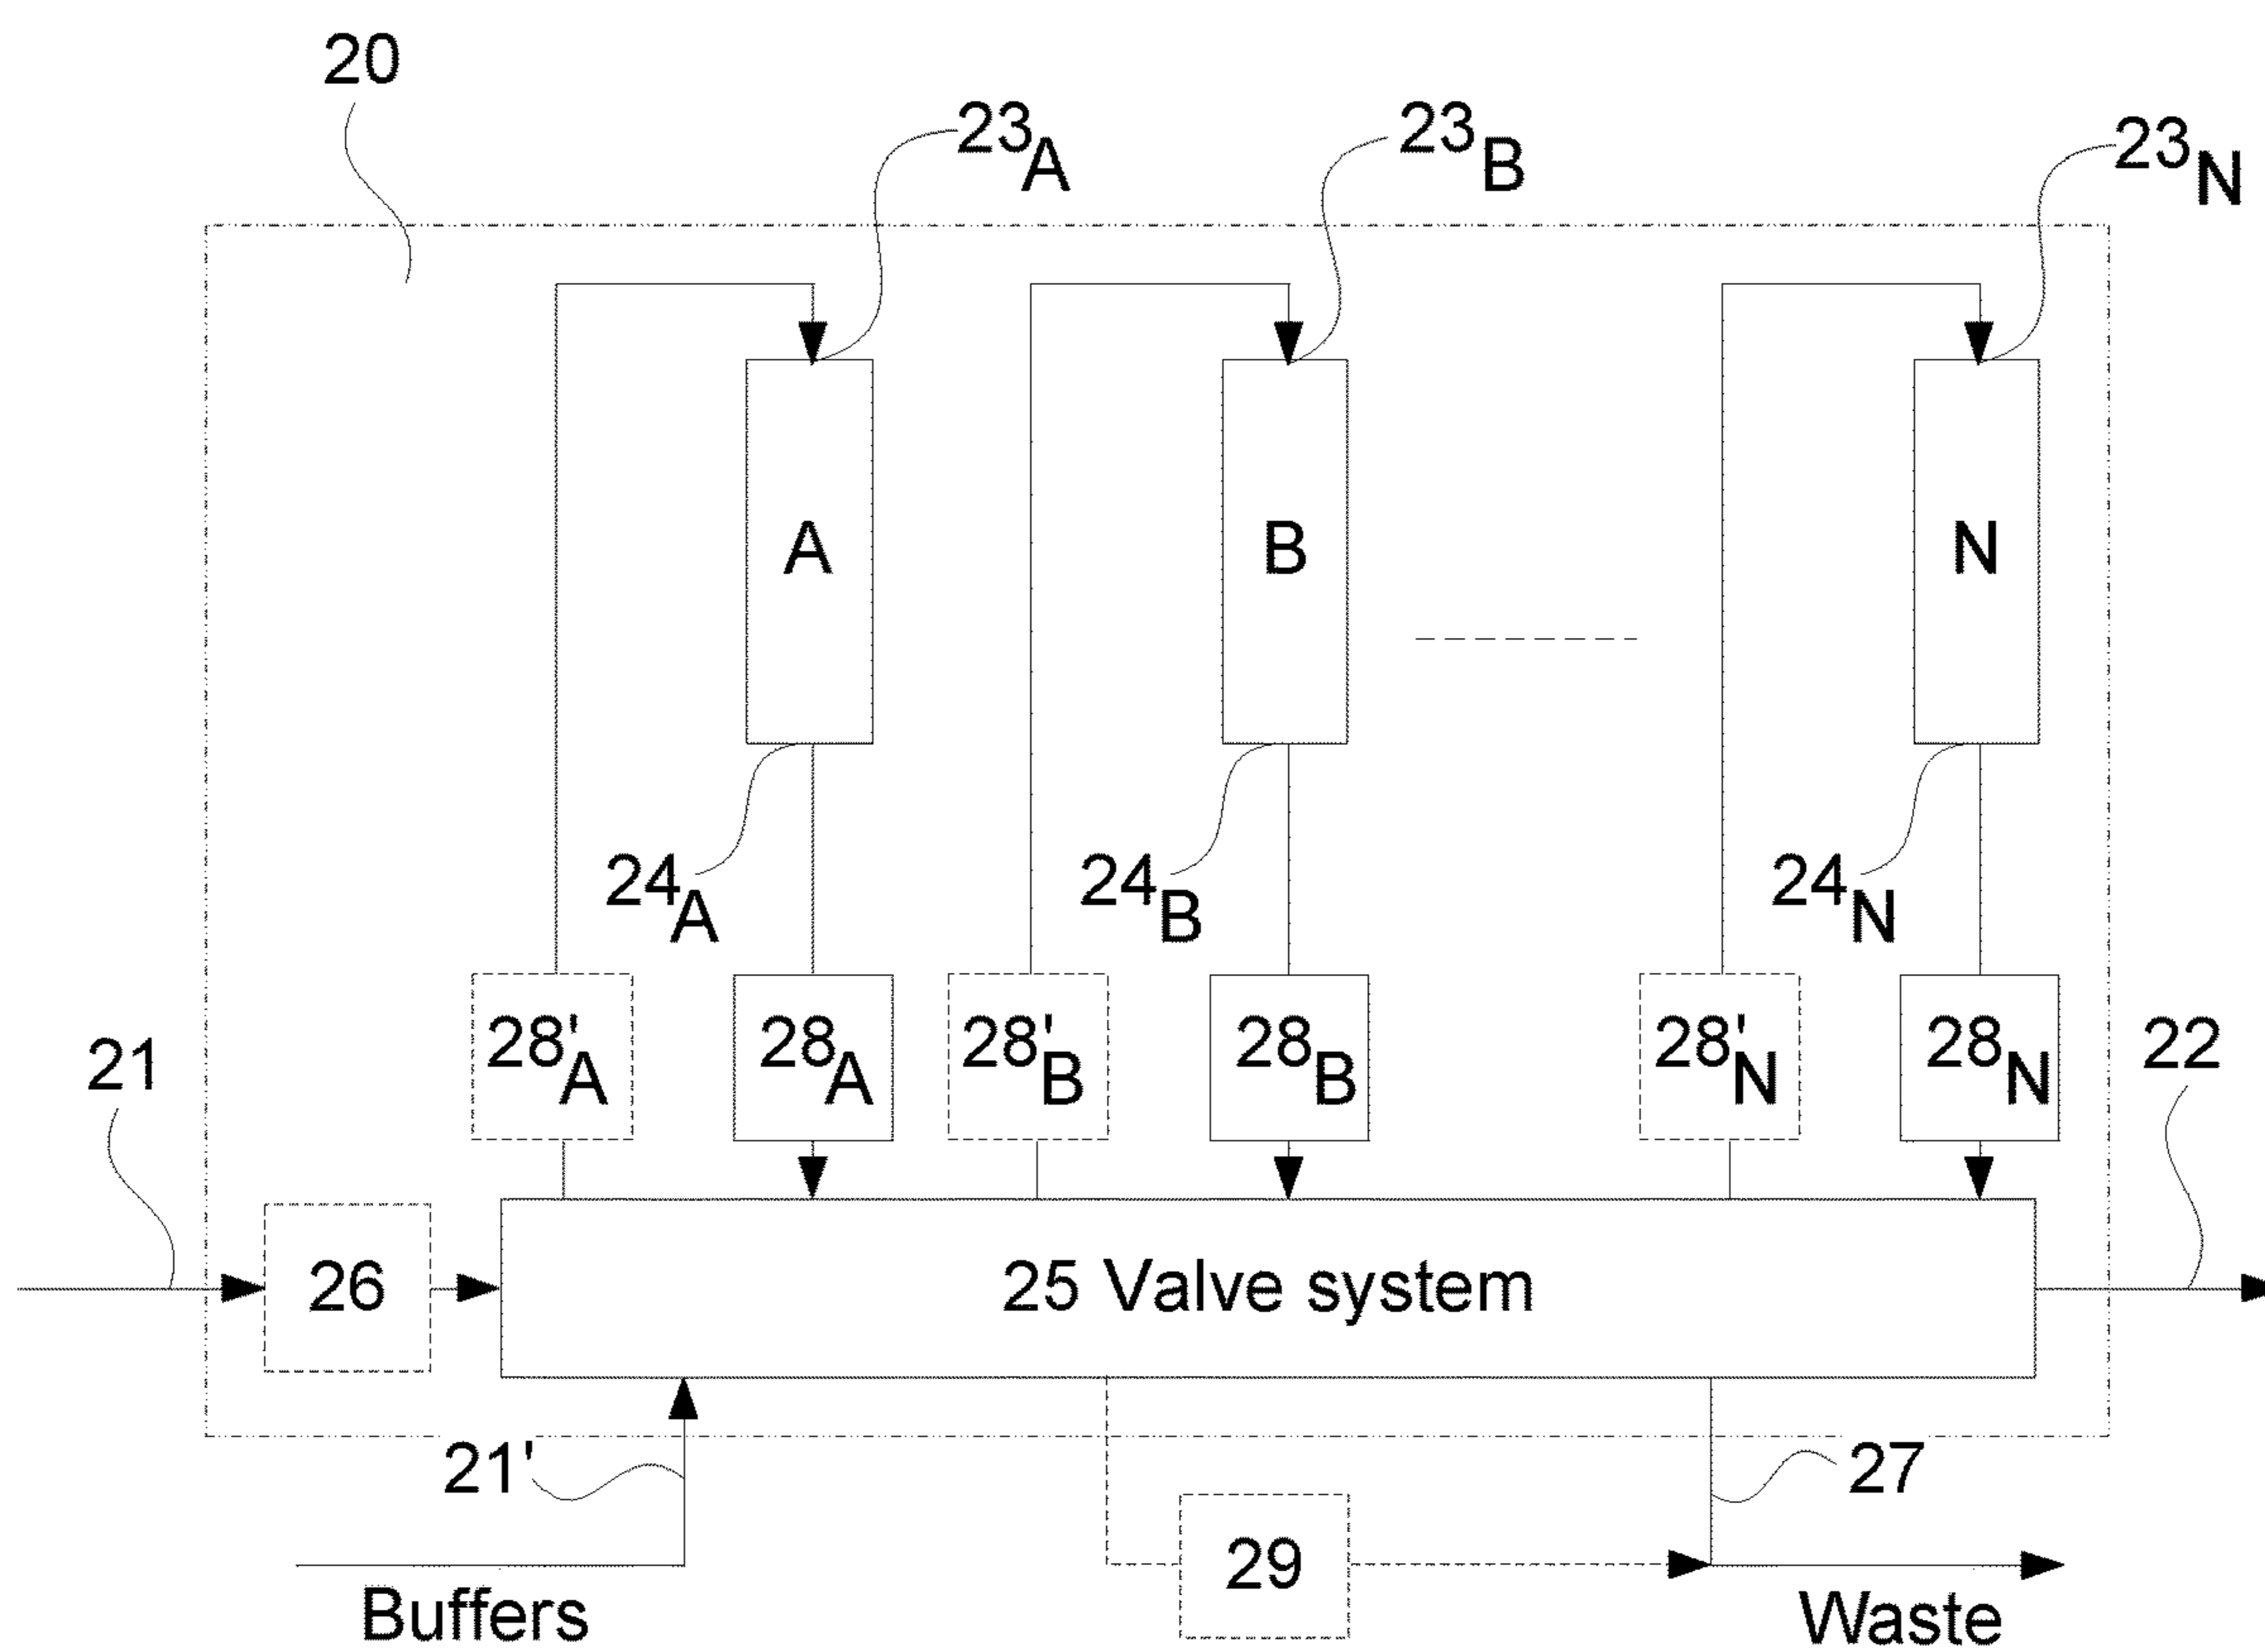 20
23A
23B
23N
A
B
N
24A
24B
24N
28'A
28A
28'B
28B
28'N
28N
21
22
26
25 Valve system
21'
27
29
Buffers
Waste